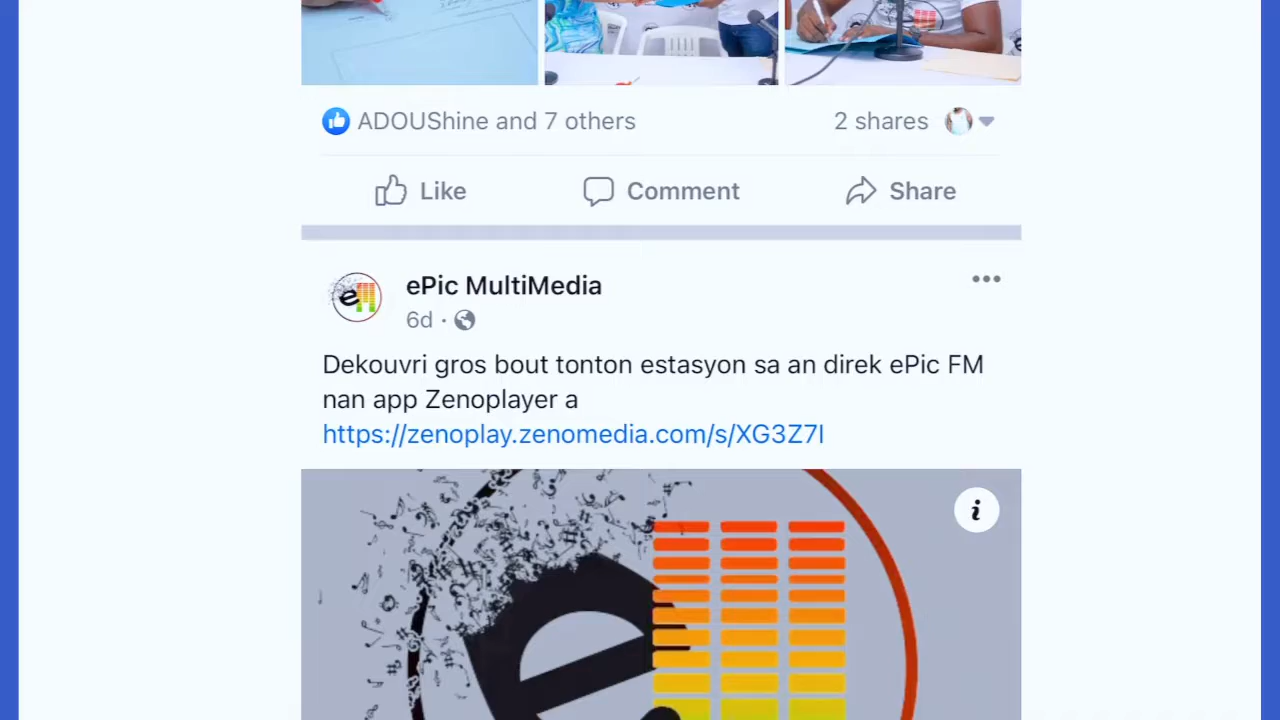 ADOUShine and 7 others
2 shares
Like
Comment
Share
ePic MultiMedia
6d ·
Dekouvri gros bout tonton estasyon sa an direk ePic FM
nan app Zenoplayer a
https://zenoplay.zenomedia.com/s/XG3Z7I